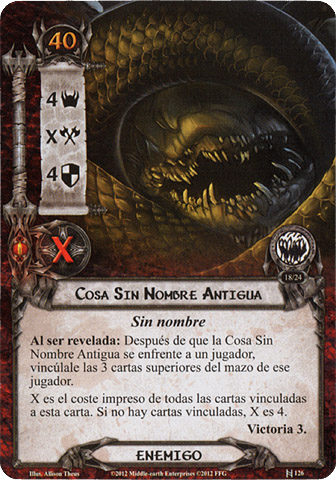 40
4
X
4
X
18/24
Cosa Sin Nombre Antigua
Sin nombre
Al ser revelada: Después de que la Cosa Sin
Nombre Antigua se enfrente a un jugador,
vincúlale las 3 cartas superiores del mazo de ese
jugador.
X es el coste impreso de todas las cartas vinculadas
a esta carta. Si no hay cartas vinculadas, X es 4.
Victoria 3.
ENEMIGO
Illus. Allison Theus
©2012 Middle-earth Enterprises ©2012 FFG
126